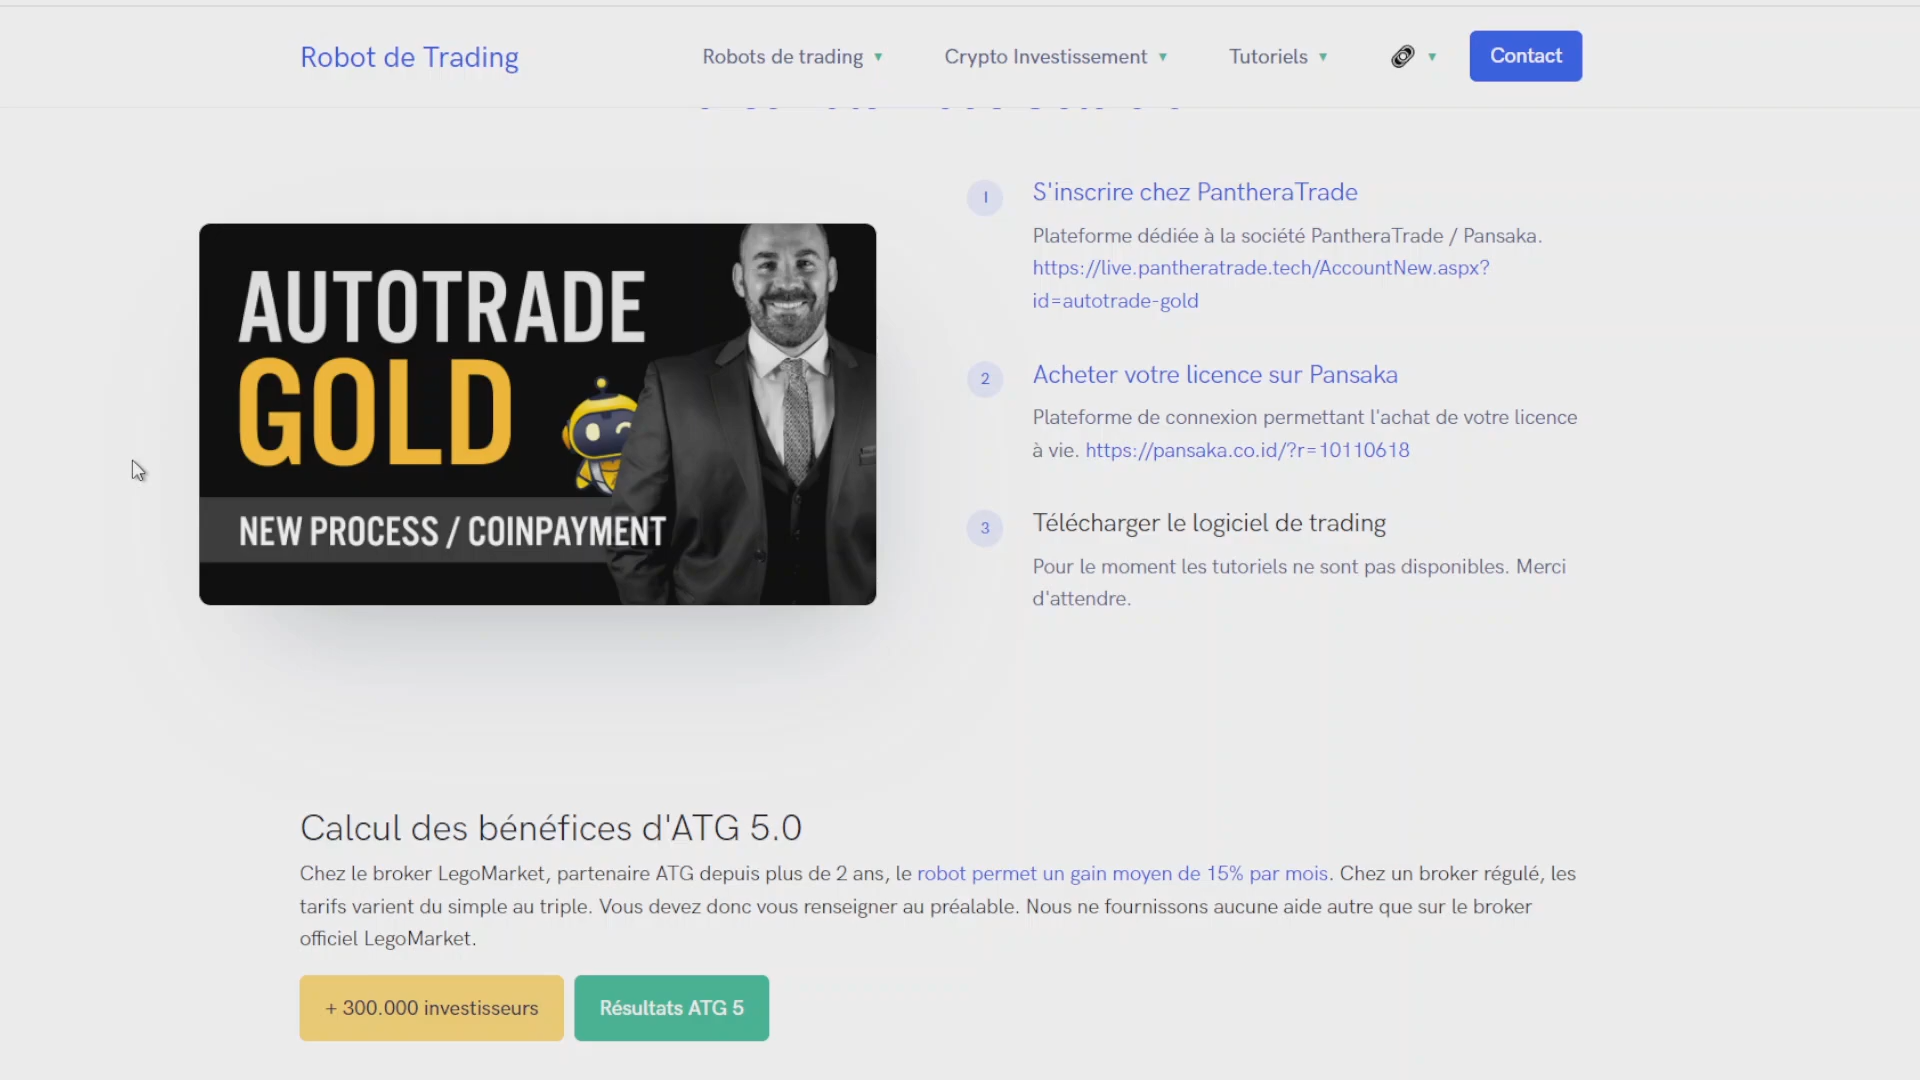 Robot de Trading
Robots de trading ▼
Crypto Investissement ▼
Tutoriels ▼
Contact
AUTOTRADE
GOLD
NEW PROCESS / COINPAYMENT
1
S'inscrire chez PantheraTrade
Plateforme dédiée à la société PantheraTrade / Pansaka.
https://live.pantheratrade.tech/AccountNew.aspx?
id=autotrade-gold
2
Acheter votre licence sur Pansaka
Plateforme de connexion permettant l'achat de votre licence
à vie. https://pansaka.co.id/?r=10110618
3
Télécharger le logiciel de trading
Pour le moment les tutoriels ne sont pas disponibles. Merci
d'attendre.
Calcul des bénéfices d'ATG 5.0
Chez le broker LegoMarket, partenaire ATG depuis plus de 2 ans, le robot permet un gain moyen de 15% par mois. Chez un broker régulé, les
tarifs varient du simple au triple. Vous devez donc vous renseigner au préalable. Nous ne fournissons aucune aide autre que sur le broker
officiel LegoMarket.
+ 300.000 investisseurs
Résultats ATG 5